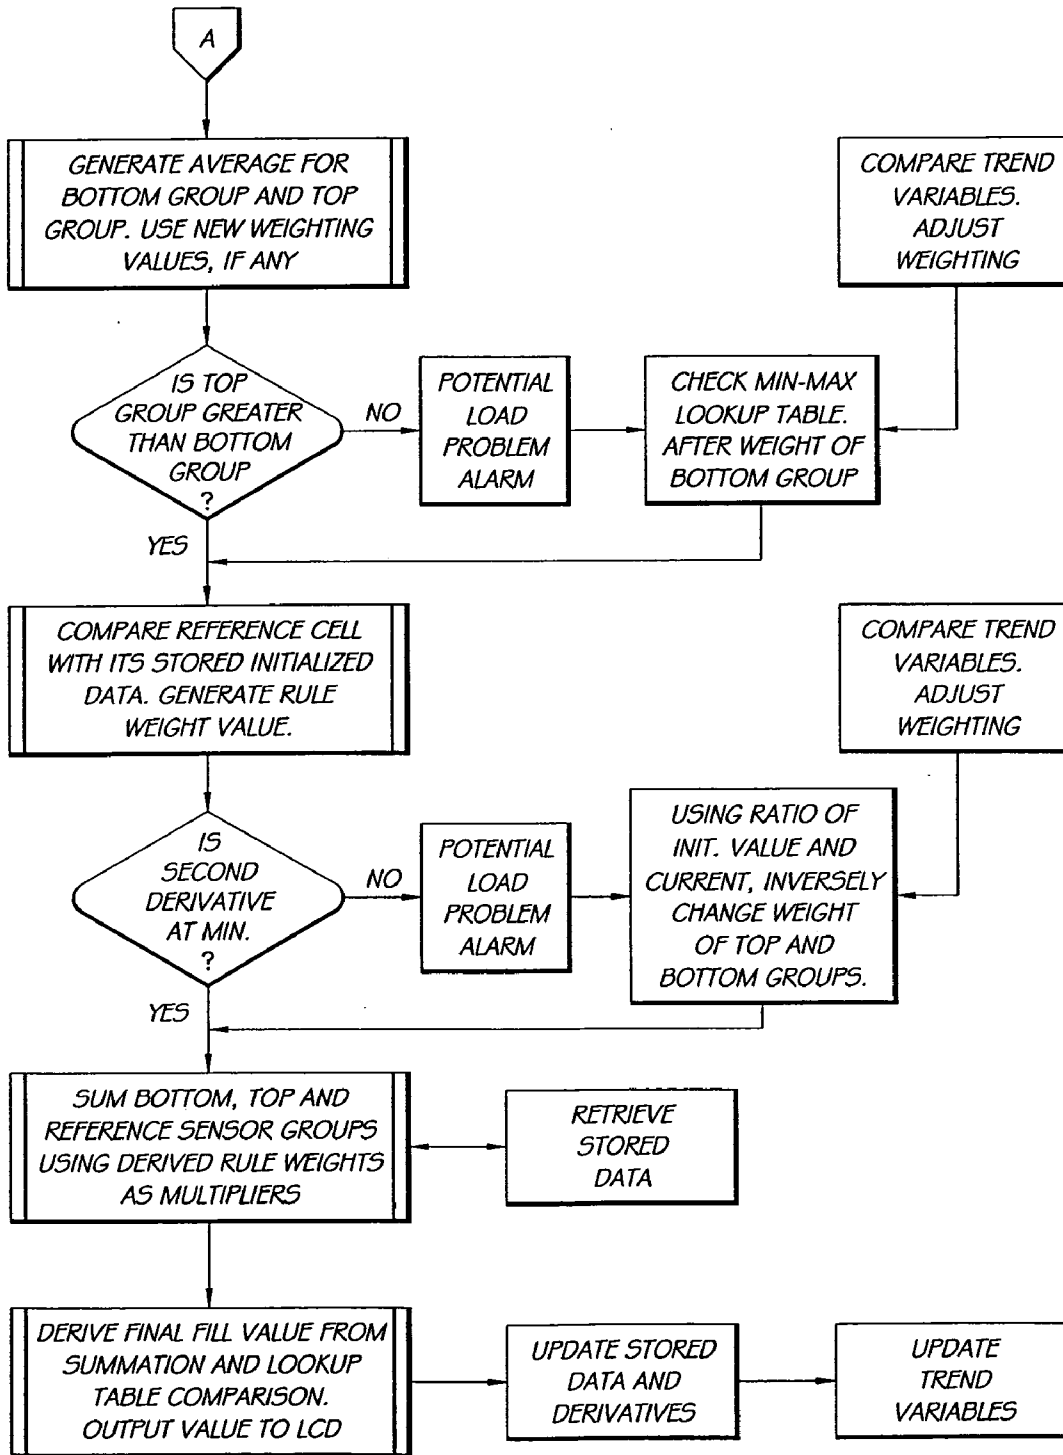 A
GENERATE AVERAGE FOR
BOTTOM GROUP AND TOP
GROUP. USE NEW WEIGHTING
VALUES, IF ANY
COMPARE TREND
VARIABLES.
ADJUST
WEIGHTING
IS TOP
GROUP GREATER
THAN BOTTOM
GROUP
?
NO
POTENTIAL
LOAD
PROBLEM
ALARM
CHECK MIN-MAX
LOOKUP TABLE.
AFTER WEIGHT OF
BOTTOM GROUP
YES
COMPARE REFERENCE CELL
WITH ITS STORED INITIALIZED
DATA. GENERATE RULE
WEIGHT VALUE.
COMPARE TREND
VARIABLES.
ADJUST
WEIGHTING
IS
SECOND
DERIVATIVE
AT MIN.
?
NO
POTENTIAL
LOAD
PROBLEM
ALARM
USING RATIO OF
INIT. VALUE AND
CURRENT, INVERSELY
CHANGE WEIGHT
OF TOP AND
BOTTOM GROUPS.
YES
SUM BOTTOM, TOP AND
REFERENCE SENSOR GROUPS
USING DERIVED RULE WEIGHTS
AS MULTIPLIERS
RETRIEVE
STORED
DATA
DERIVE FINAL FILL VALUE FROM
SUMMATION AND LOOKUP
TABLE COMPARISON.
OUTPUT VALUE TO LCD
UPDATE STORED
DATA AND
DERIVATIVES
UPDATE
TREND
VARIABLES